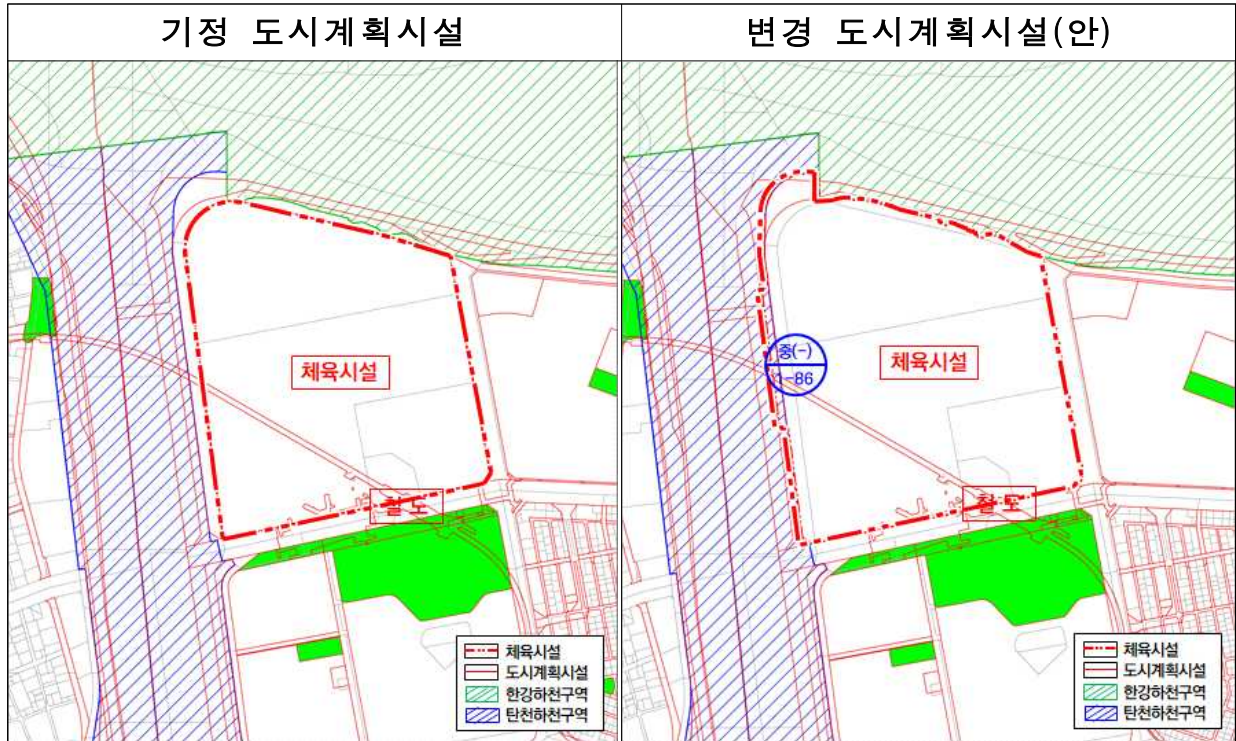 기정 도시계획시설
변경 도시계획시설(안)
체육시설
철도
체육시설
도시계획시설
한강하천구역
탄천하천구역
중(-)
1-86
체육시설
철도
체육시설
도시계획시설
한강하천구역
탄천하천구역